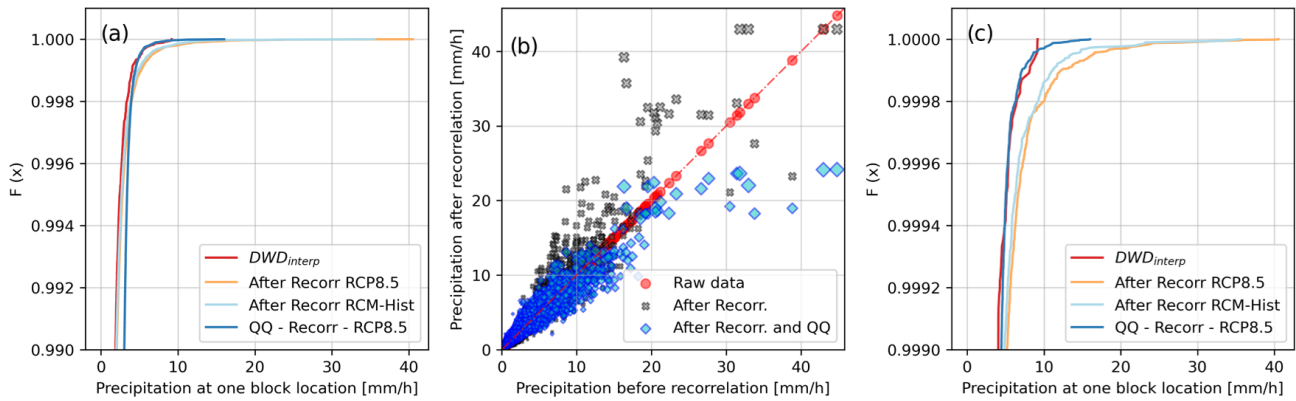 (a)
1.000
0.998
0.996
0.994
0.992
0.990
F (x)
DWD_interp
After Recorr RCP8.5
After Recorr RCM-Hist
QQ - Recorr - RCP8.5
0 10 20 30 40
Precipitation at one block location [mm/h]
(b)
40
30
20
10
0
Precipitation after recorrelation [mm/h]
Raw data
After Recorr.
After Recorr. and QQ
0 10 20 30 40
Precipitation before recorrelation [mm/h]
(c)
1.0000
0.9998
0.9996
0.9994
0.9992
0.9990
F (x)
DWD_interp
After Recorr RCP8.5
After Recorr RCM-Hist
QQ - Recorr - RCP8.5
0 10 20 30 40
Precipitation at one block location [mm/h]